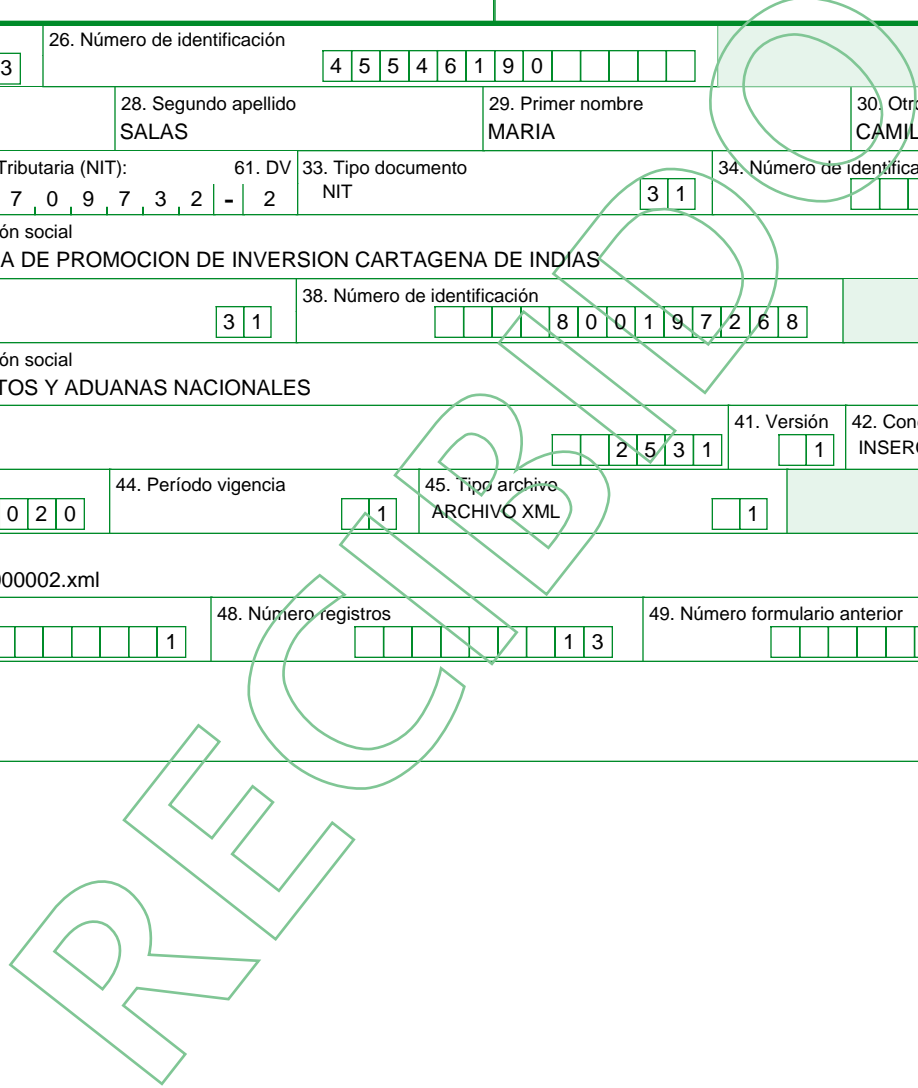 26. Número de identificación
3 4 5 5 4 6 1 9 0
28. Segundo apellido 29. Primer nombre 30. Otro
SALAS MARIA CAMIL
Tributaria (NIT): 61. DV 33. Tipo documento 34. Número de identifica
7 0 9 7 3 2 - 2 NIT 3 1
ón social
A DE PROMOCION DE INVERSION CARTAGENA DE INDIAS
38. Número de identificación
3 1 8 0 0 1 9 7 2 6 8
ón social
TOS Y ADUANAS NACIONALES
41. Versión 42. Con
2 5 3 1 1 INSER
44. Período vigencia 45. Tipo archivo
0 2 0 1 ARCHIVO XML 1
000002.xml
48. Número registros 49. Número formulario anterior
1 1 3
RECIBIDO